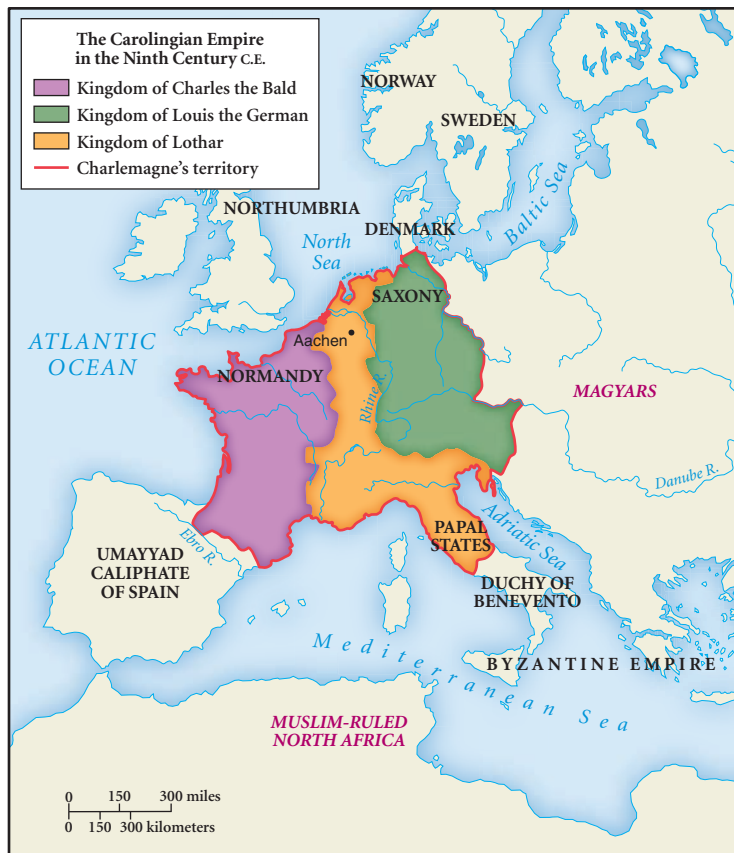 The Carolingian Empire
in the Ninth Century C.E.
Kingdom of Charles the Bald
Kingdom of Louis the German
Kingdom of Lothar
Charlemagne's territory
NORWAY
SWEDEN
Baltic Sea
NORTHUMBRIA
DENMARK
North
Sea
SAXONY
ATLANTIC
OCEAN
Aachen
NORMANDY
Rhine R.
MAGYARS
Danube R.
Ebro R.
UMAYYAD
CALIPHATE
OF SPAIN
PAPAL
STATES
Adriatic Sea
DUCHY OF
BENEVENTO
Mediterranean Sea
BYZANTINE EMPIRE
MUSLIM-RULED
NORTH AFRICA
0 150 300 miles
0 150 300 kilometers